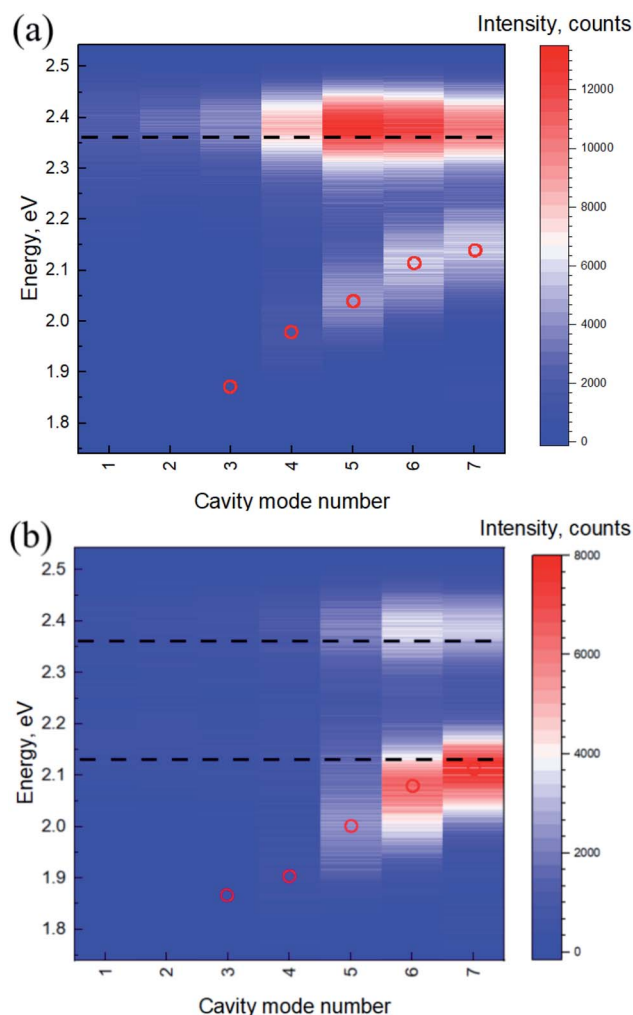 (a)
Intensity, counts
2.5
2.4
2.3
2.2
2.1
2.0
1.9
1.8
Energy, eV
12000
10000
8000
6000
4000
2000
0
1 2 3 4 5 6 7
Cavity mode number
(b)
Intensity, counts
2.5
2.4
2.3
2.2
2.1
2.0
1.9
1.8
Energy, eV
8000
6000
4000
2000
0
1 2 3 4 5 6 7
Cavity mode number